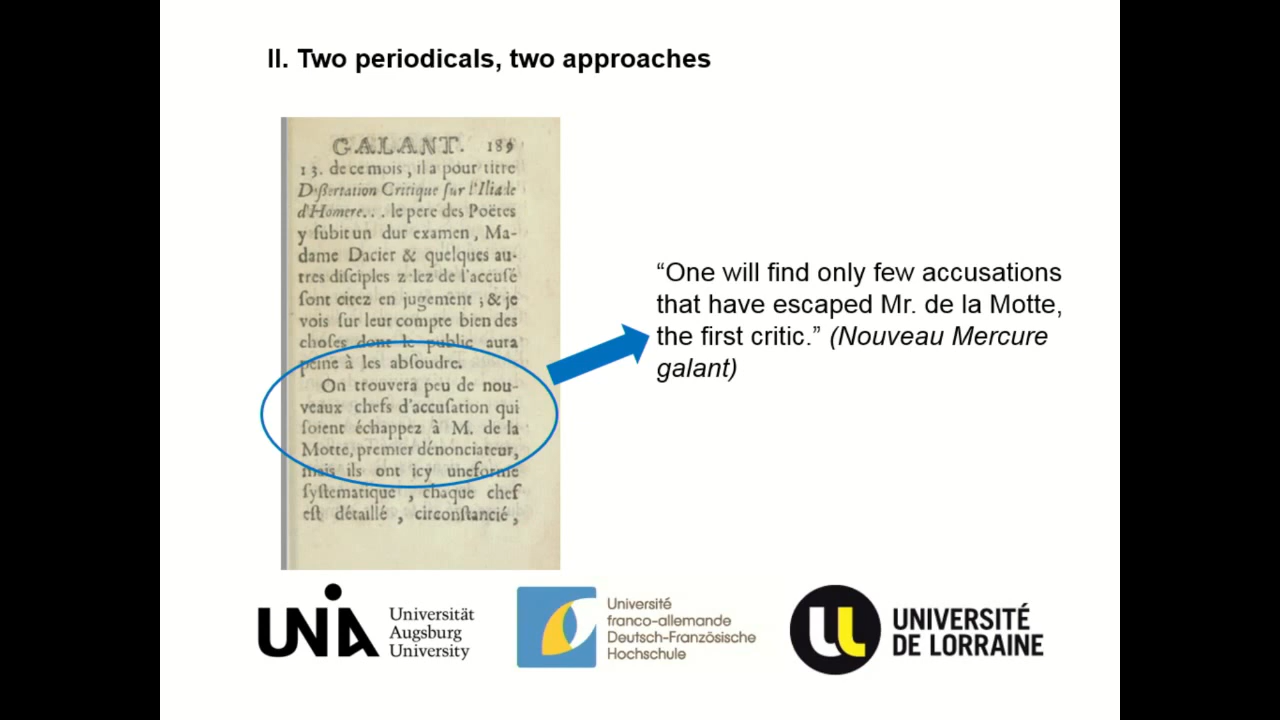 II. Two periodicals, two approaches
GALANT. 189
13. de ce mois, il a pour titre
Dissertation Critique sur l'Iliade
d'Homere... le pere des Poëtes
y subit un dur examen, Ma-
dame Dacier & quelques au-
tres disciples zelez de l'accusé
sont citez en jugement ; & je
vois sur leur compte bien des
choses dont le public aura
peine à les absoudre.
On trouvera peu de nou-
veaux chefs d'accusation qui
soient échappez à M. de la
Motte, premier dénonciateur,
mais ils ont icy une forme
systematique, chaque chef
est détaillé, circonstancié,
“One will find only few accusations
that have escaped Mr. de la Motte,
the first critic.” (Nouveau Mercure
galant)
UNIA Universität
Augsburg
University
Université
franco-allemande
Deutsch-Französische
Hochschule
UNIVERSITÉ
DE LORRAINE